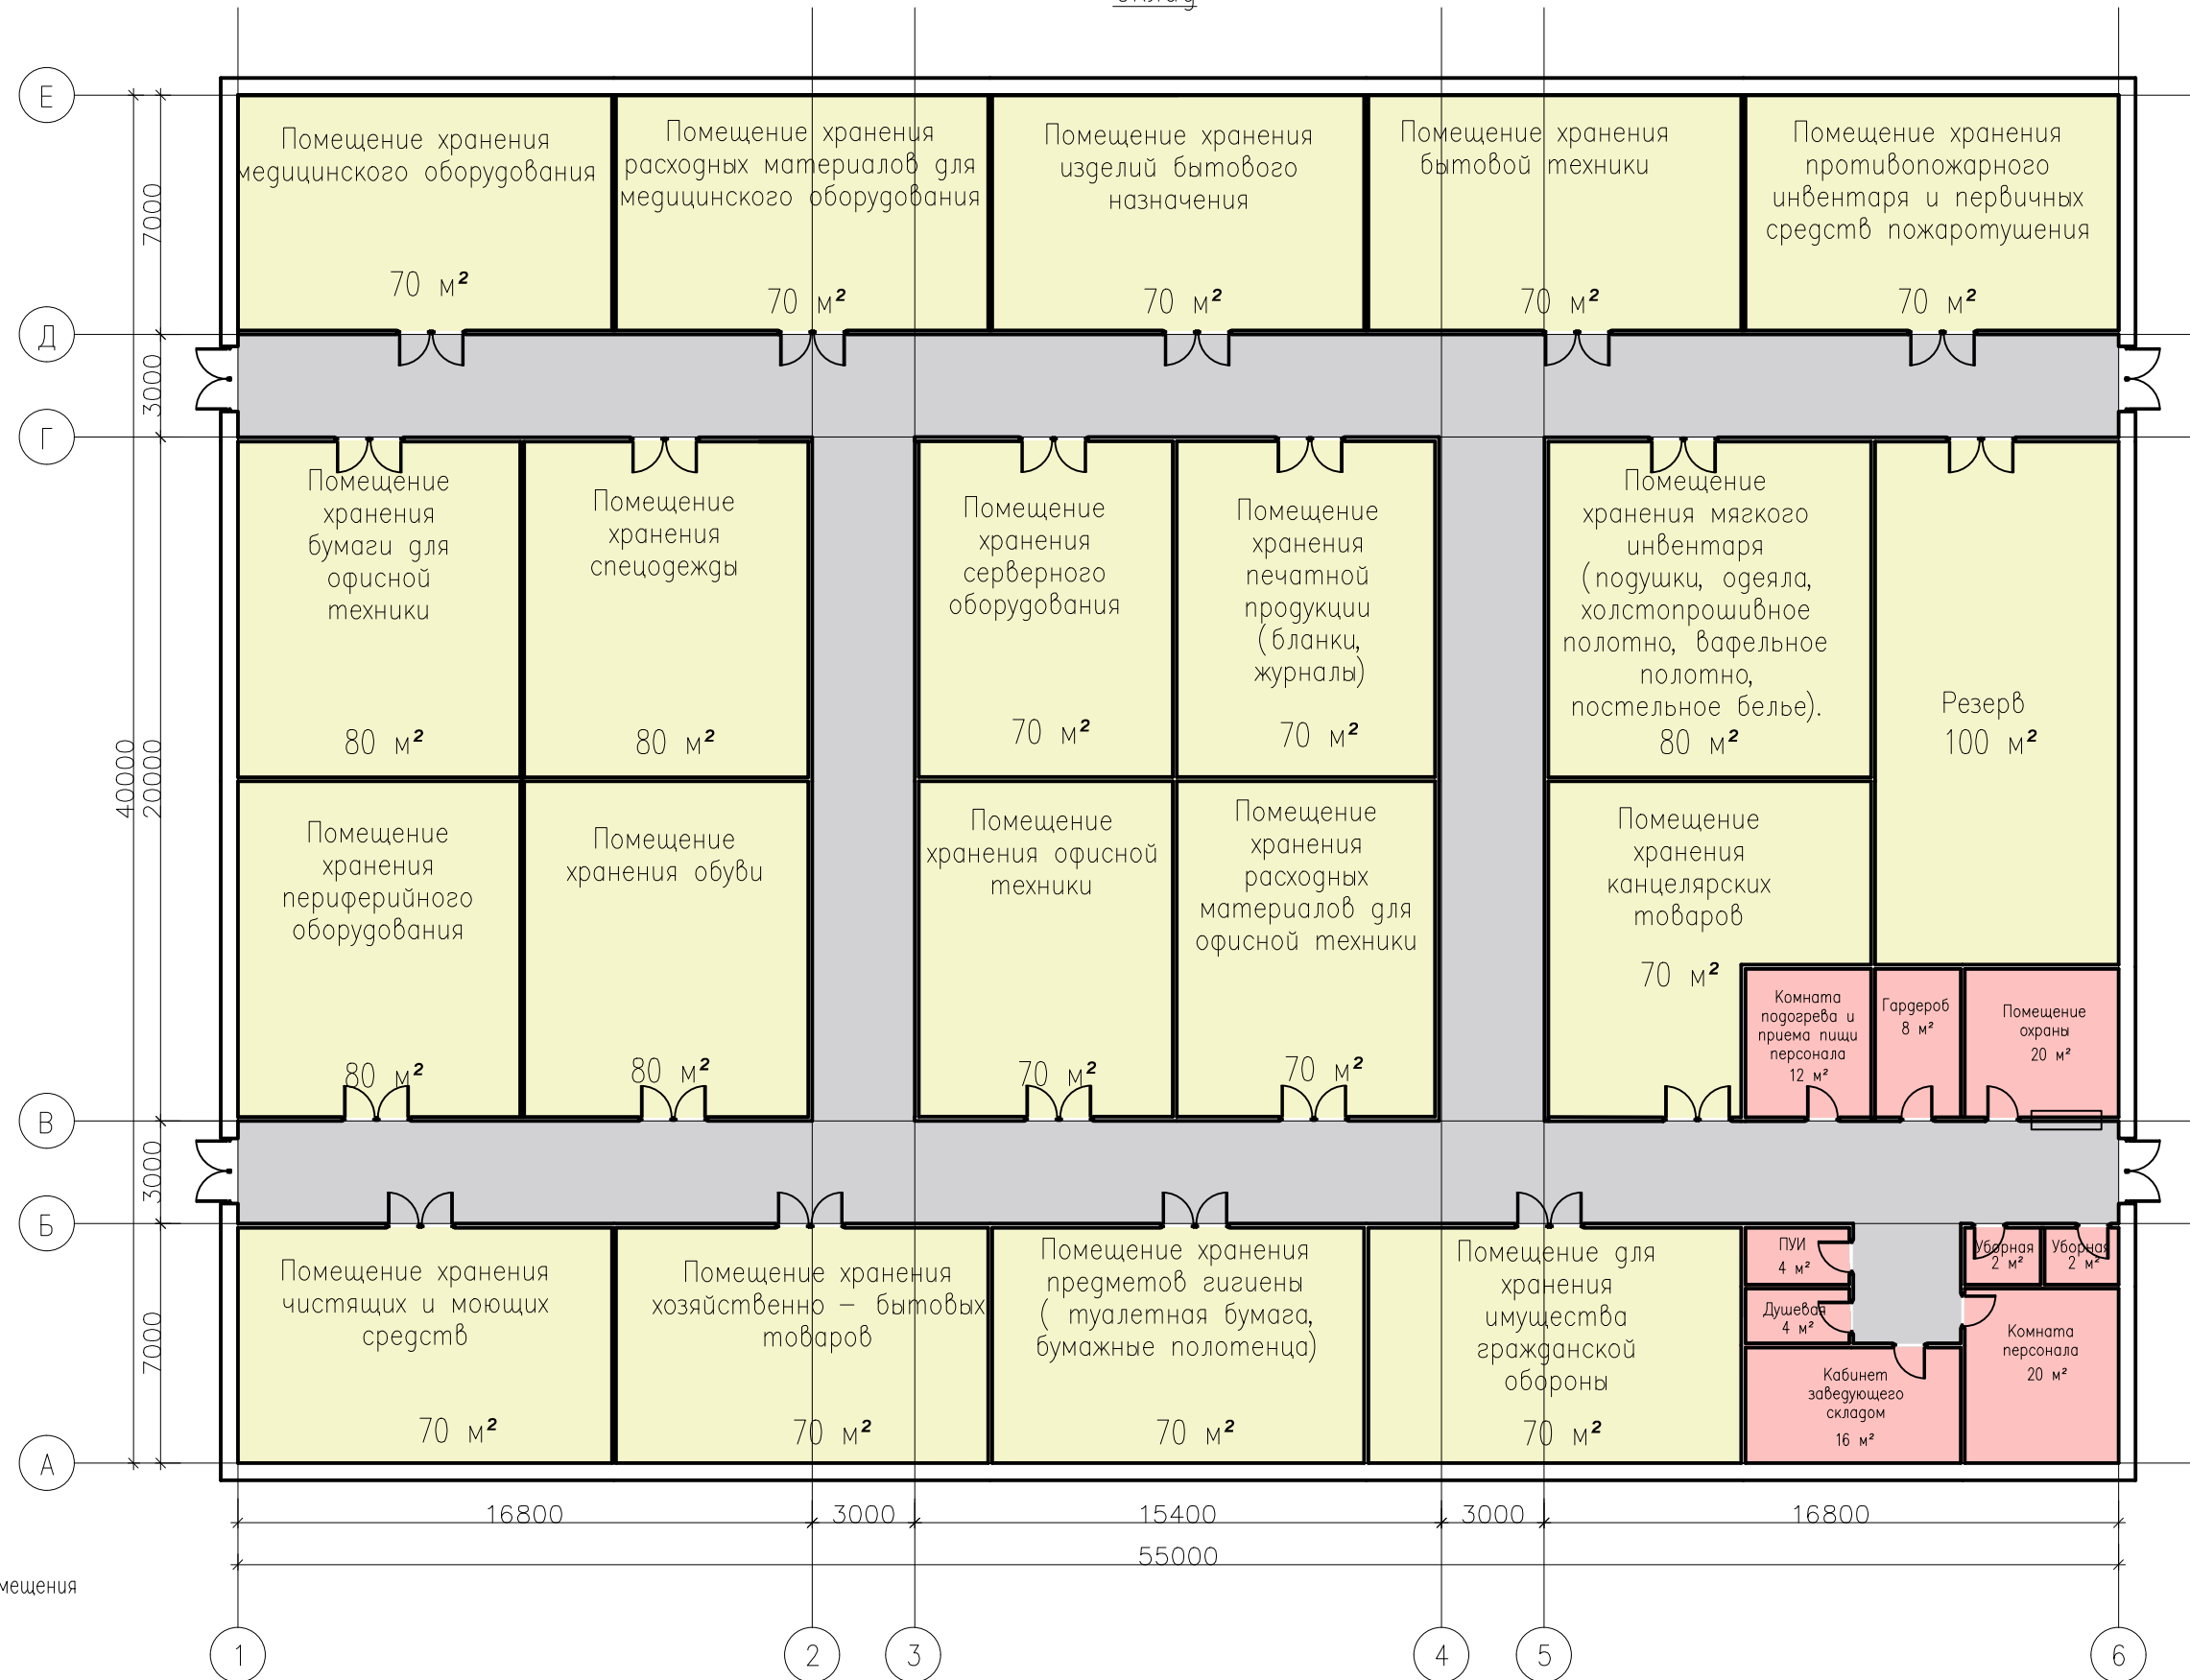 Е
Помещение хранения
медицинского оборудования
70 м²
Помещение хранения
расходных материалов для
медицинского оборудования
70 м²
Помещение хранения
изделий бытового
назначения
70 м²
Помещение хранения
бытовой техники
70 м²
Помещение хранения
противопожарного
инвентаря и первичных
средств пожаротушения
70 м²
7000
Д
3000
Г
Помещение
хранения
бумаги для
офисной
техники
80 м²
Помещение
хранения
спецодежды
80 м²
Помещение
хранения
серверного
оборудования
70 м²
Помещение
хранения
печатной
продукции
(бланки,
журналы)
70 м²
Помещение
хранения мягкого
инвентаря
(подушки, одеяла,
холстопрошивное
полотно, вафельное
полотно,
постельное белье).
80 м²
Резерв
100 м²
40000
20000
Помещение
хранения
периферийного
оборудования
80 м²
Помещение
хранения обуви
80 м²
Помещение
хранения офисной
техники
70 м²
Помещение
хранения
расходных
материалов для
офисной техники
70 м²
Помещение
хранения
канцелярских
товаров
70 м²
Комната
подогрева и
приема пищи
персонала
12 м²
Гардероб
8 м²
Помещение
охраны
20 м²
В
3000
Б
Помещение хранения
чистящих и моющих
средств
70 м²
Помещение хранения
хозяйственно – бытовых
товаров
70 м²
Помещение хранения
предметов гигиены
( туалетная бумага,
бумажные полотенца)
70 м²
Помещение для
хранения
имущества
гражданской
обороны
70 м²
ПУИ
4 м²
Душевая
4 м²
Уборная
2 м²
Уборная
2 м²
Комната
персонала
20 м²
Кабинет
заведующего
складом
16 м²
7000
А
16800
3000
15400
3000
16800
55000
1
2
3
4
5
6